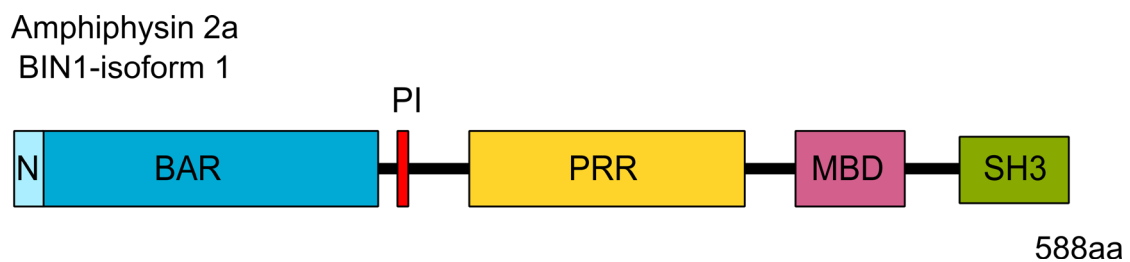 Amphiphysin 2a
BIN1-isoform 1
PI
N BAR PRR MBD SH3
588aa